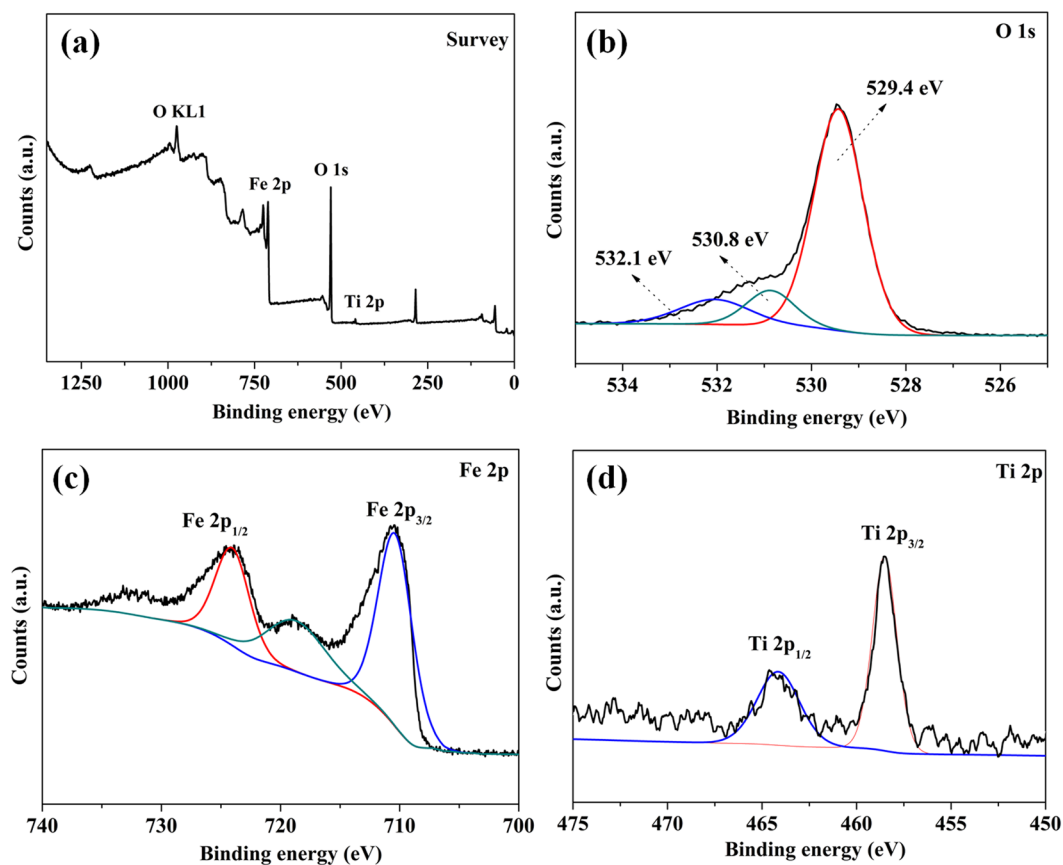 (a)
Survey
O KL1
Fe 2p
O 1s
Ti 2p
Counts (a.u.)
1250 1000 750 500 250 0
Binding energy (eV)
(b)
O 1s
529.4 eV
530.8 eV
532.1 eV
Counts (a.u.)
534 532 530 528 526
Binding energy (eV)
(c)
Fe 2p
Fe 2p1/2
Fe 2p3/2
Counts (a.u.)
740 730 720 710 700
Binding energy (eV)
(d)
Ti 2p
Ti 2p3/2
Ti 2p1/2
Counts (a.u.)
475 470 465 460 455 450
Binding energy (eV)